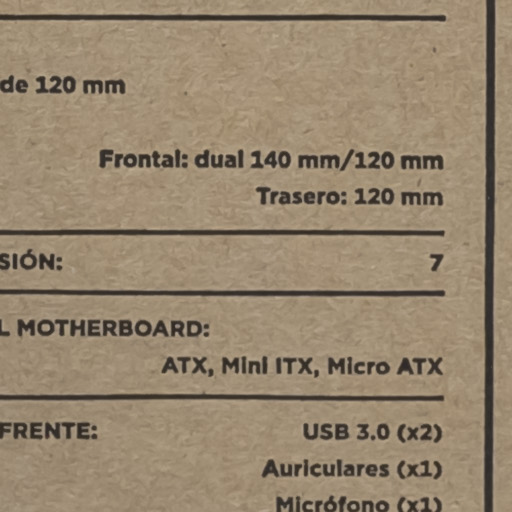 de 120 mm
Frontal: dual 140 mm/120 mm
Trasero: 120 mm
SIÓN: 7
L MOTHERBOARD:
ATX, Mini ITX, Micro ATX
FRENTE: USB 3.0 (x2)
Auriculares (x1)
Micrófono (x1)